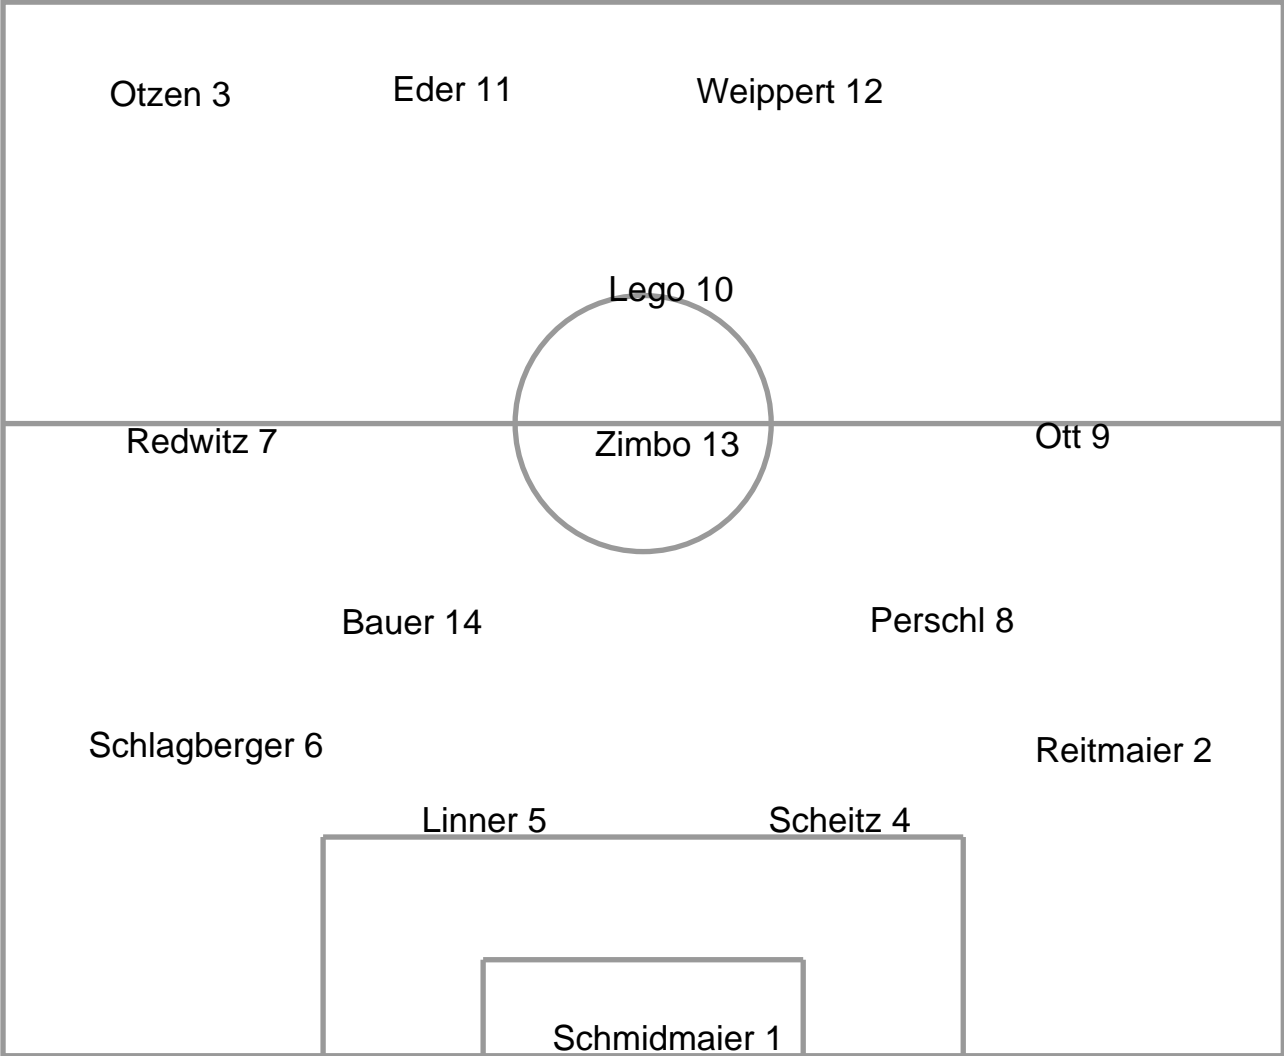 Otzen 3
Eder 11
Weippert 12
Lego 10
Redwitz 7
Zimbo 13
Ott 9
Bauer 14
Perschl 8
Schlagberger 6
Reitmaier 2
Linner 5
Scheitz 4
Schmidmaier 1